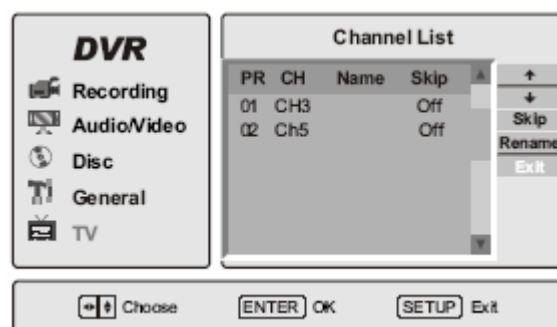 DVR
Recording
Audio/Video
Disc
General
TV
Channel List
PR CH Name Skip
01 CH3 Off
02 Ch5 Off
↑
↓
Skip
Rename
Exit
Choose ENTER OK SETUP Exit